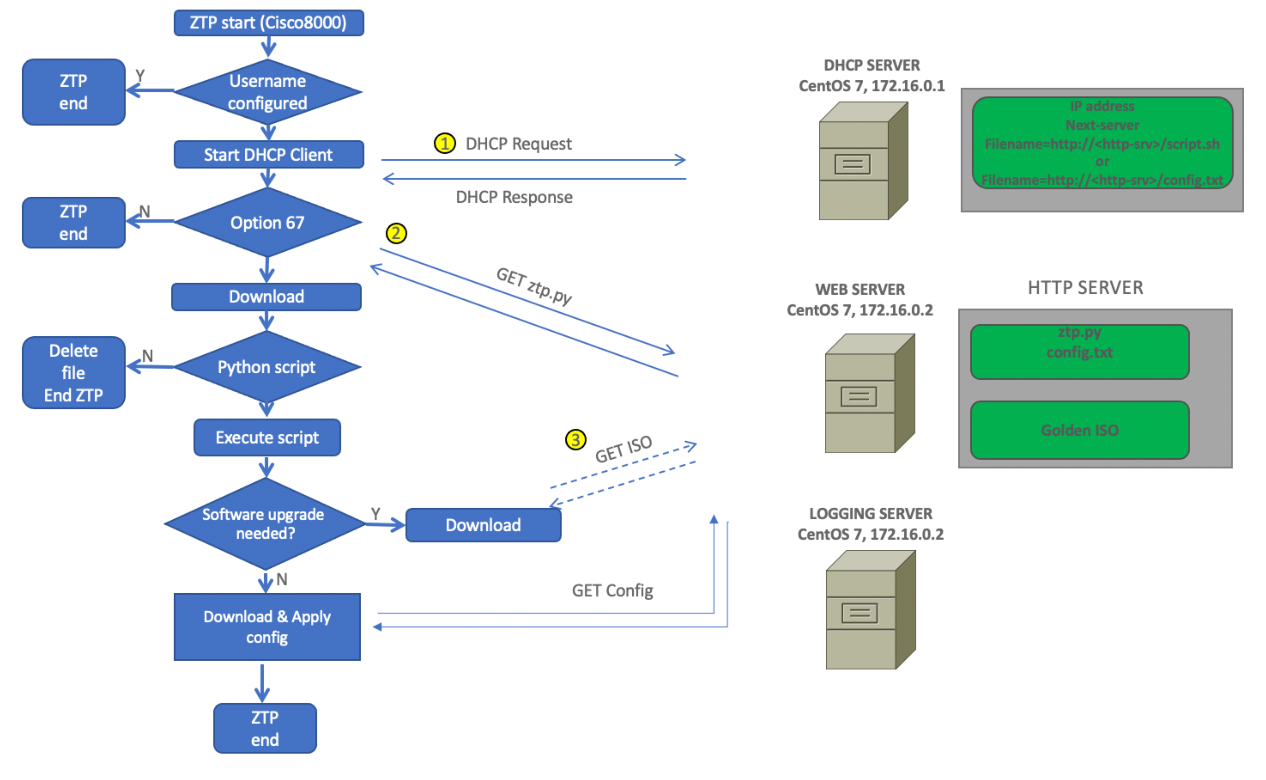 ZTP start (Cisco8000)
Username
configured
Y
ZTP
end
Start DHCP Client
1
DHCP Request
DHCP Response
Option 67
N
ZTP
end
2
GET ztp.py
Download
Python script
N
Delete
file
End ZTP
Execute script
3
GET ISO
Software upgrade
needed?
Y
Download
N
GET Config
Download & Apply
config
ZTP
end
DHCP SERVER
CentOS 7, 172.16.0.1
IP address
Next-server
Filename=http://<http-srv>/script.sh
or
Filename=http://<http-srv>/config.txt
WEB SERVER
CentOS 7, 172.16.0.2
HTTP SERVER
ztp.py
config.txt
Golden ISO
LOGGING SERVER
CentOS 7, 172.16.0.2